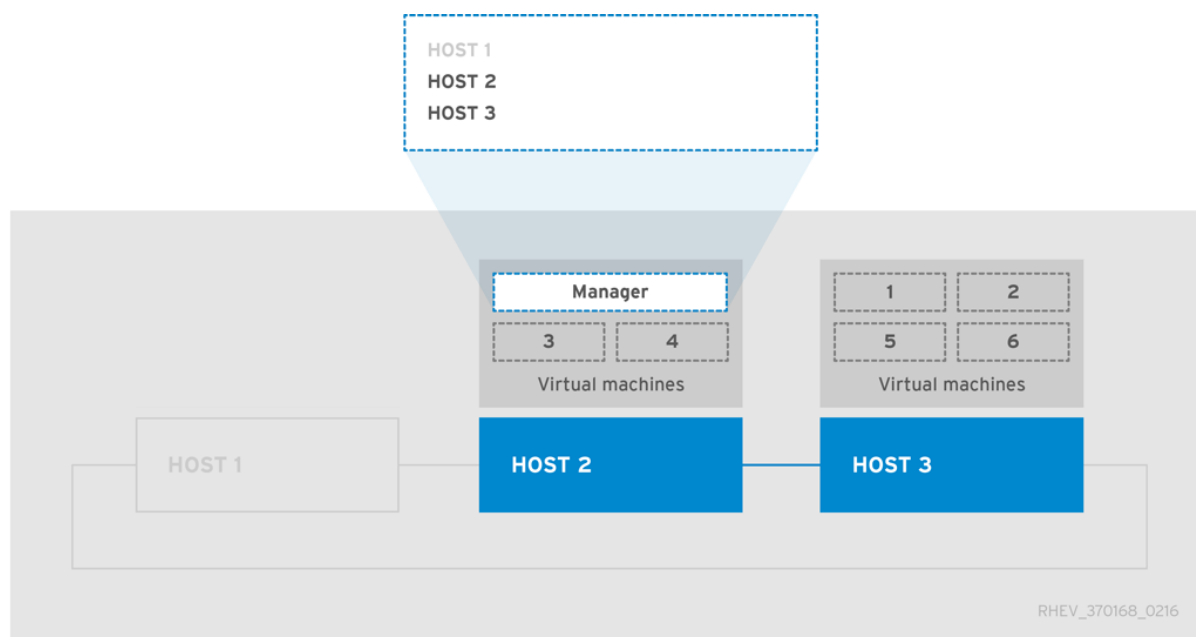 HOST 1
HOST 2
HOST 3
Manager
3 4
Virtual machines
1 2
5 6
Virtual machines
HOST 1
HOST 2
HOST 3
RHEV_370168_0216